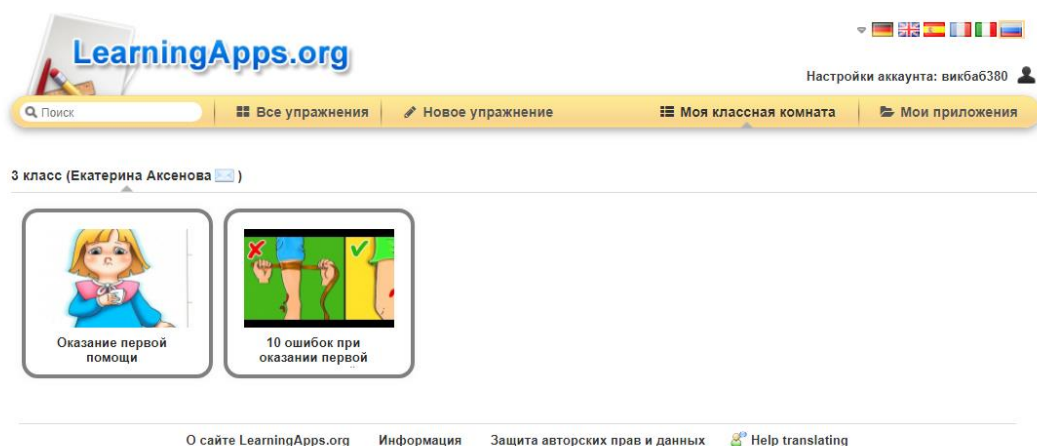 LearningApps.org
Настройки аккаунта: викбаб380
Поиск
Все упражнения
Новое упражнение
Моя классная комната
Мои приложения
3 класс (Екатерина Аксенова )
Оказание первой
помощи
10 ошибок при
оказании первой
О сайте LearningApps.org
Информация
Защита авторских прав и данных
Help translating